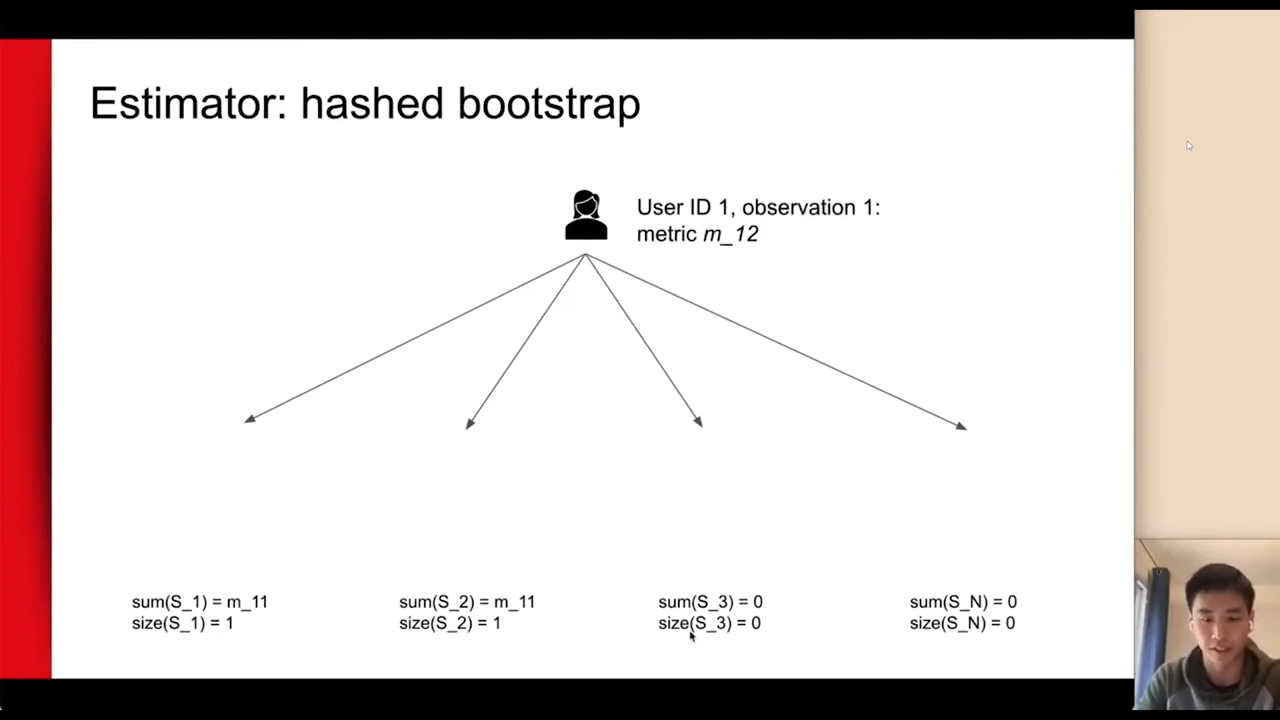 Estimator: hashed bootstrap
User ID 1, observation 1:
metric m_12
sum(S_1) = m_11
size(S_1) = 1
sum(S_2) = m_11
size(S_2) = 1
sum(S_3) = 0
size(S_3) = 0
sum(S_N) = 0
size(S_N) = 0